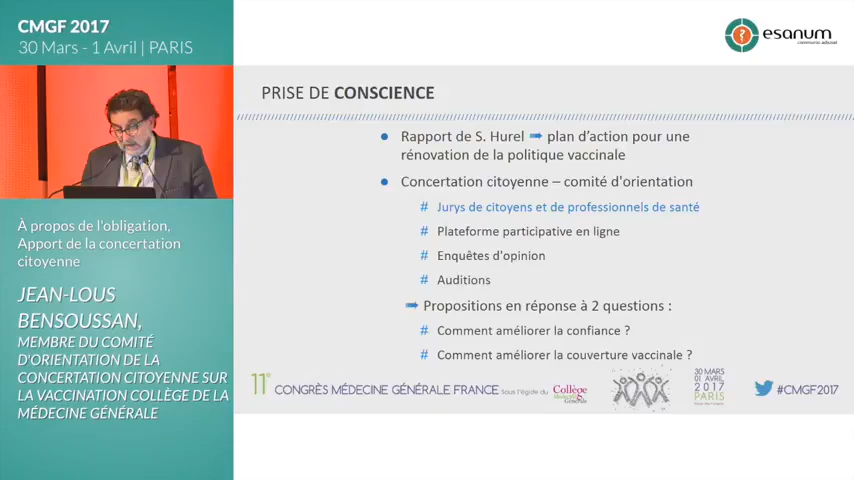 CMGF 2017
30 Mars - 1 Avril | PARIS
esanum
PRISE DE CONSCIENCE
Rapport de S. Hurel ➡ plan d'action pour une
rénovation de la politique vaccinale
Concertation citoyenne – comité d'orientation
# Jurys de citoyens et de professionnels de santé
# Plateforme participative en ligne
# Enquêtes d'opinion
# Auditions
➡ Propositions en réponse à 2 questions :
# Comment améliorer la confiance ?
# Comment améliorer la couverture vaccinale ?
À propos de l'obligation,
Apport de la concertation
citoyenne
JEAN-LOUS
BENSOUSSAN,
MEMBRE DU COMITÉ
D'ORIENTATION DE LA
CONCERTATION CITOYENNE SUR
LA VACCINATION COLLÈGE DE LA
MÉDECINE GÉNÉRALE
11e CONGRÈS MÉDECINE GÉNÉRALE FRANCE Sous l'égide du Collège
Générale
30 MARS
01 AVRIL
2017
PARIS
#CMGF2017